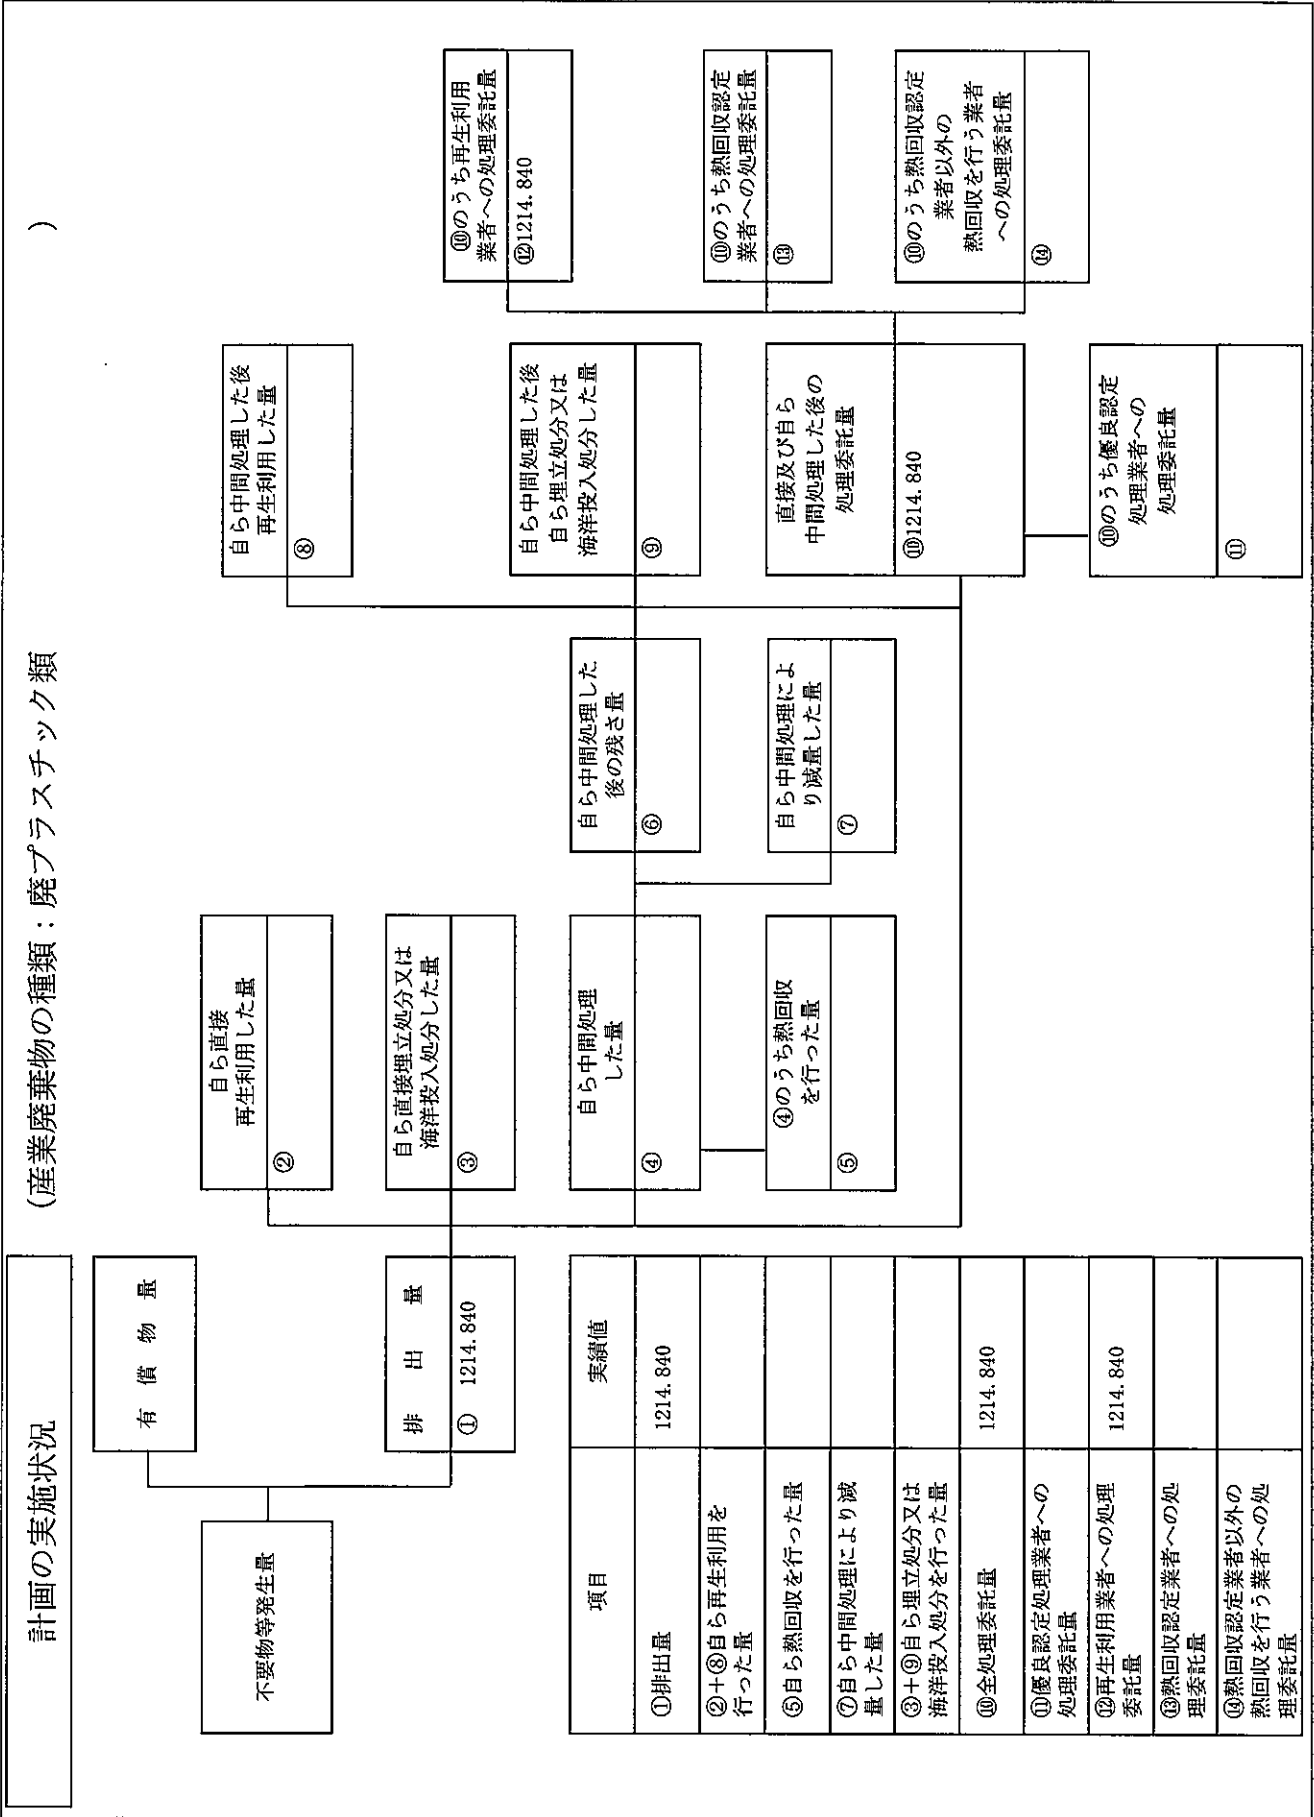 計画の実施状況
(産業廃棄物の種類：廃プラスチック類 )
不要物等発生量
有償物量
排出量
① 1214.840
自ら直接
再生利用した量
②
自ら直接埋立処分又は
海洋投入処分した量
③
自ら中間処理
した量
④
④のうち熱回収
を行った量
⑤
自ら中間処理した
後の残さ量
⑥
自ら中間処理によ
り減量した量
⑦
自ら中間処理した後
再生利用した量
⑧
自ら中間処理した後
自ら埋立処分又は
海洋投入処分した量
⑨
直接及び自ら
中間処理した後の
処理委託量
⑩1214.840
⑩のうち優良認定
処理業者への
処理委託量
⑪
⑩のうち再生利用
業者への処理委託量
⑫1214.840
⑩のうち熱回収認定
業者への処理委託量
⑬
⑩のうち熱回収認定
業者以外の
熱回収を行う業者
への処理委託量
⑭
項目 実績値
①排出量 1214.840
②+⑧自ら再生利用を
行った量
⑤自ら熱回収を行った量
⑦自ら中間処理により減
量した量
③+⑨自ら埋立処分又は
海洋投入処分を行った量
⑩全処理委託量 1214.840
⑪優良認定処理業者への
処理委託量
⑫再生利用業者への処理
委託量 1214.840
⑬熱回収認定業者への処
理委託量
⑭熱回収認定業者以外の
熱回収を行う業者への処
理委託量